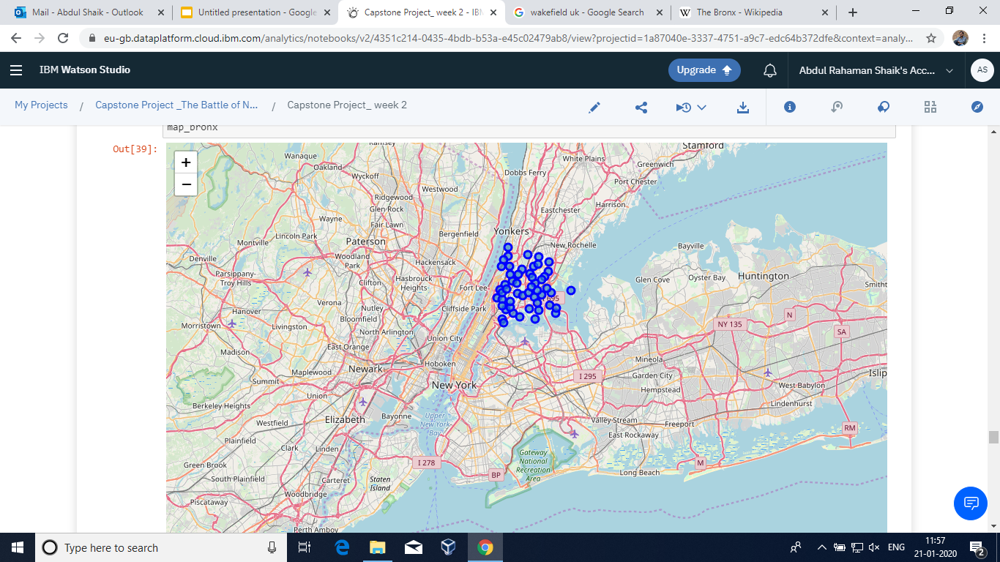 Mail - Abdul Shaik - Outlook
Untitled presentation - Google
Capstone Project_ week 2 - IBM
wakefield uk - Google Search
The Bronx - Wikipedia
eu-gb.dataplatform.cloud.ibm.com/analytics/notebooks/v2/4351c214-0435-4bdb-b53a-e45c02479ab8/view?projectid=1a87040e-3337-4751-a9c7-edc64b372dfe&context=analy...
IBM Watson Studio
Upgrade
Abdul Rahaman Shaik's Acc...
AS
My Projects / Capstone Project _The Battle of N... / Capstone Project_ week 2
map_bronx
Out[39]:
+
−
Ramsey
Stamford
Wanaque
White Plains
Oakland
Greenwich
Wyckoff
Dobbs Ferry
Port Chester
Westwood
Ridgewood
Harrison
Glen Rock
Eastchester
Wayne
Fair Lawn
Lincoln Park
Bergenfield
Yonkers
Montville
Paterson
New Rochelle
Bayville
Denville
Woodland
Park
Hackensack
Parsippany-
Troy Hills
Huntington
Oyster Bay
Glen Cove
Clifton
Hasbrouck
Heights
Fort Lee
Smitht
695
Verona
Nutley
Cliffside Park
Bloomfield
N
Morristown
Livingston
NY 135
North Arlington
SA
Union City
East Orange
Madison
Mineola
Hoboken
Maplewood
Newark
Garden City
I 295
Islip
Summit
New York
West Babylon
Hempstead
Union
Berkeley Heights
Lindenhurst
Bayonne
Upper
New York
Bay
Elizabeth
Valley Stream
Westfield
Freeport
RM
East Rockaway
Plainfield
Clark
Linden
Gateway
National
Recreation
Area
Green Brook
I 278
M
Long Beach
BP
South Plainfield
Carteret
Staten
Island
Woodbridge
Piscataway
Perth Amboy
Type here to search
ENG
11:57
21-01-2020
2